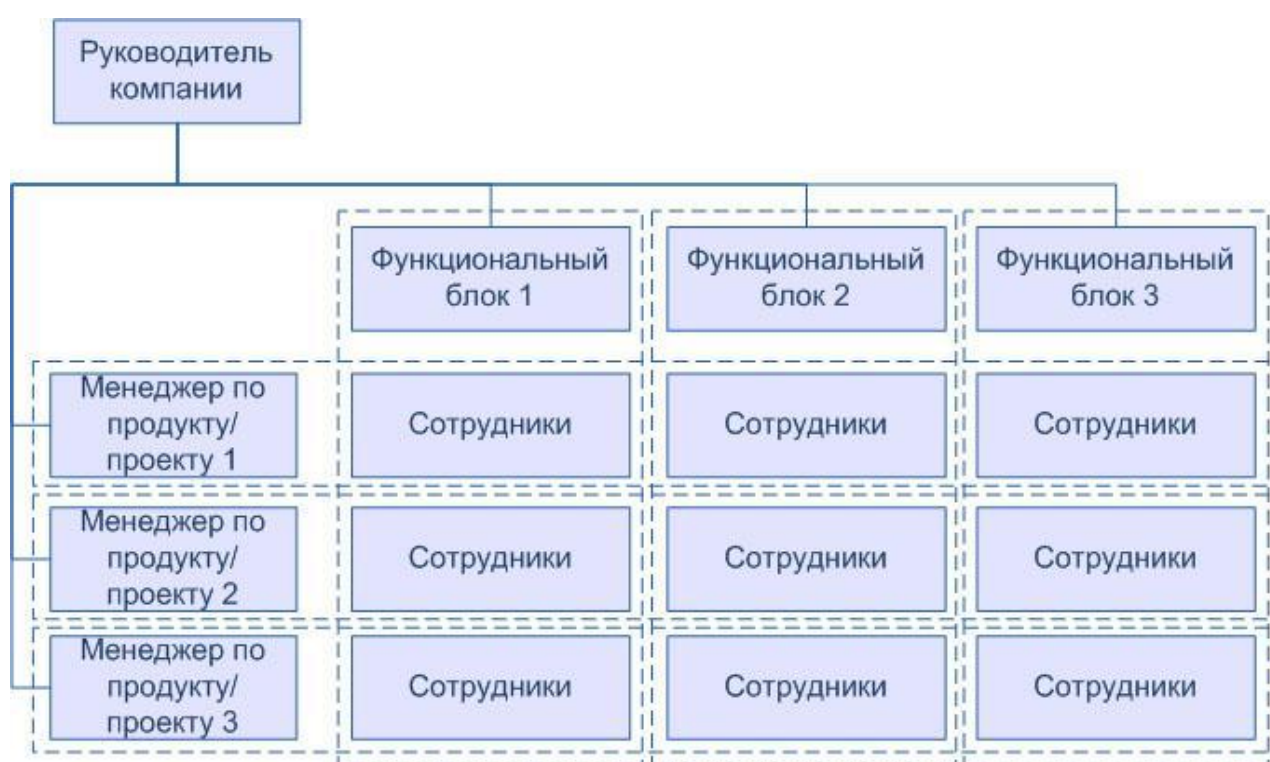 Руководитель
компании
Функциональный
блок 1
Функциональный
блок 2
Функциональный
блок 3
Менеджер по
продукту/
проекту 1
Сотрудники
Сотрудники
Сотрудники
Менеджер по
продукту/
проекту 2
Сотрудники
Сотрудники
Сотрудники
Менеджер по
продукту/
проекту 3
Сотрудники
Сотрудники
Сотрудники